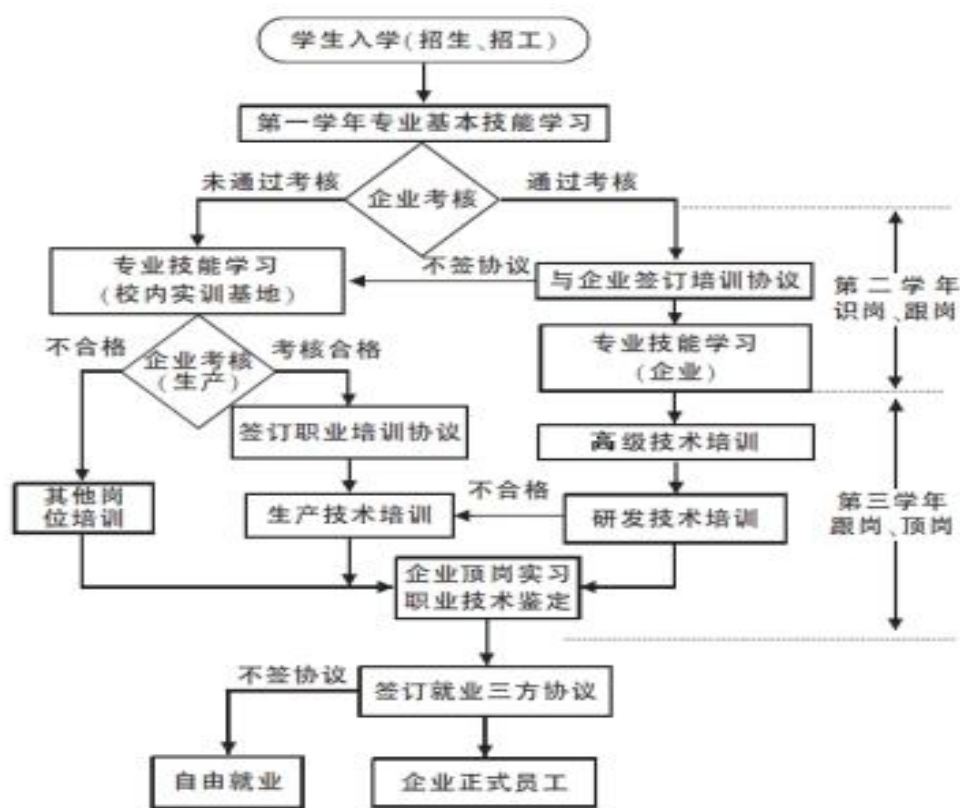 学生入学(招生、招工)
第一学年专业基本技能学习
未通过考核
企业考核
通过考核
专业技能学习
(校内实训基地)
不签协议
与企业签订培训协议
第二学年
识岗、跟岗
不合格
企业考核
(生产)
考核合格
专业技能学习
(企业)
签订职业培训协议
高级技术培训
其他岗
位培训
生产技术培训
不合格
研发技术培训
第三学年
跟岗、顶岗
企业顶岗实习
职业技术鉴定
不签协议
签订就业三方协议
自由就业
企业正式员工